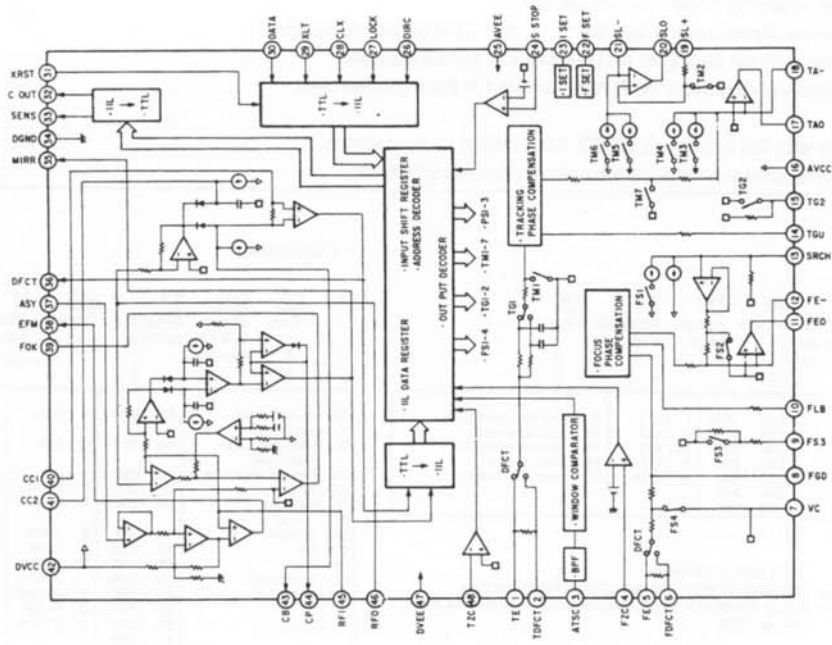 30 DATA
29 XLT
28 CLX
27 LOCK
26 DIRC
25 AVEE
24 S STOP
23 I SET
22 F.SET
21 SL-
20 SLO
19 SL+
XRST 31
C OUT 32
SENS 33
DGND 34
MIRR 35
DFCT 36
ASY 37
EFM 38
FOK 39
CC1 40
CC2 41
DVCC 42
CB 43
CP 44
RFI 45
RFO 46
DVEE 47
TZC 48
TE 1
TDFCT 2
ATSC 3
FZC 4
FE 5
FDFCT 6
18 TA-
17 TAO
16 AVCC
15 TG2
14 TGU
13 SRCH
12 FE-
11 FEO
10 FLB
9 FS3
8 FGD
7 VC
·IIL → ·TTL
·TTL → ·IIL
·I SET
·F SET
·IIL DATA REGISTER
·INPUT SHIFT REGISTER
·ADDRESS DECODER
·OUT PUT DECODER
·FS1-4
·TG1-2
·TM1-7
·PS1-3
·TTL → ·IIL
·TRACKING PHASE COMPENSATION
·FOCUS PHASE COMPENSATION
·WINDOW COMPARATOR
·BPF
TM6
TM5
TM4
TM3
TM2
TM7
TG2
TG1
TM1
DFCT
FS1
FS2
FS3
FS4
DFCT